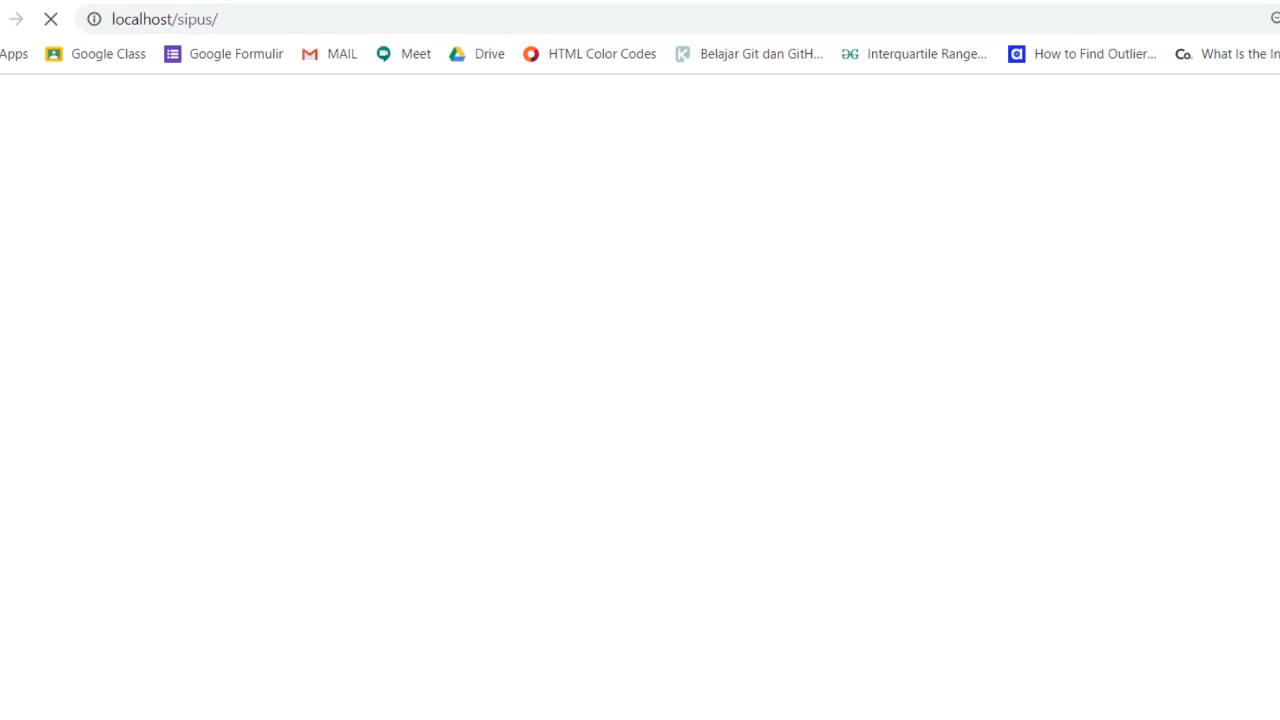 localhost/sipus/
Apps Google Class Google Formulir MAIL Meet Drive HTML Color Codes Belajar Git dan GitH... Interquartile Range... How to Find Outlier... Co. What Is the In